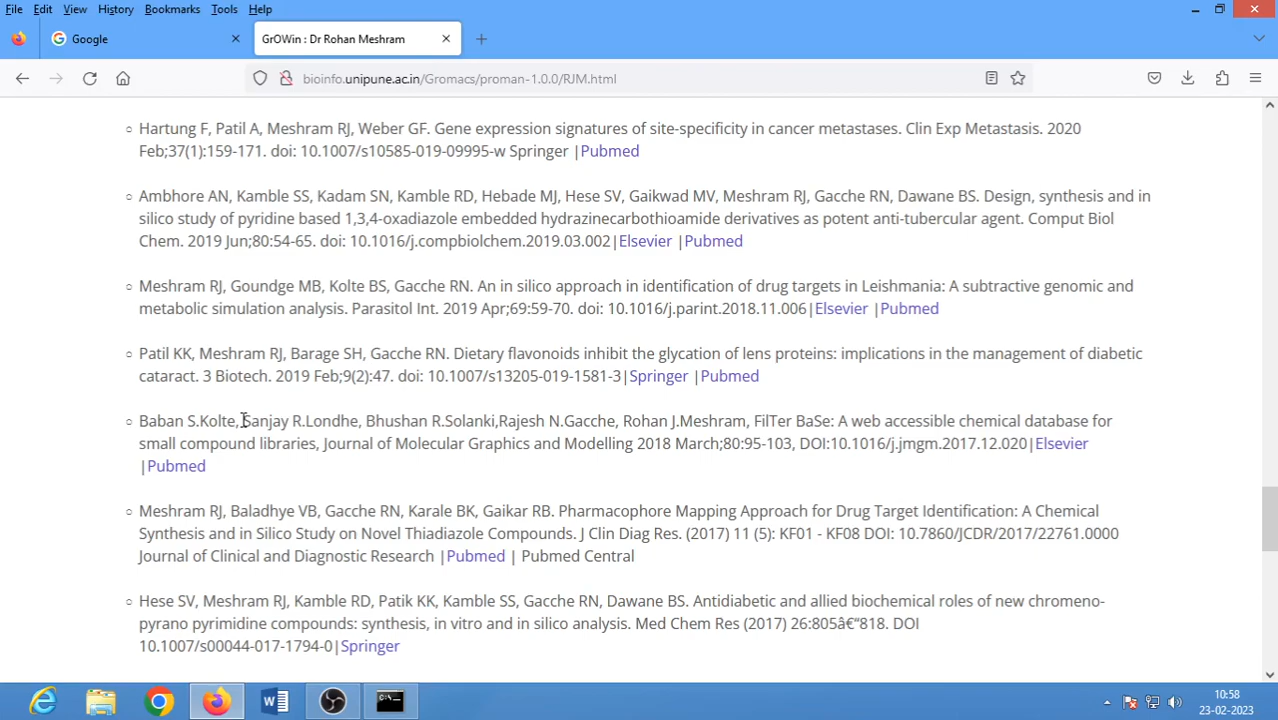 File Edit View History Bookmarks Tools Help
Google
GrOWin : Dr Rohan Meshram
bioinfo.unipune.ac.in/Gromacs/proman-1.0.0/RJM.html
Hartung F, Patil A, Meshram RJ, Weber GF. Gene expression signatures of site-specificity in cancer metastases. Clin Exp Metastasis. 2020
Feb;37(1):159-171. doi: 10.1007/s10585-019-09995-w Springer |Pubmed
Ambhore AN, Kamble SS, Kadam SN, Kamble RD, Hebade MJ, Hese SV, Gaikwad MV, Meshram RJ, Gacche RN, Dawane BS. Design, synthesis and in
silico study of pyridine based 1,3,4-oxadiazole embedded hydrazinecarbothioamide derivatives as potent anti-tubercular agent. Comput Biol
Chem. 2019 Jun;80:54-65. doi: 10.1016/j.compbiolchem.2019.03.002|Elsevier |Pubmed
Meshram RJ, Goundge MB, Kolte BS, Gacche RN. An in silico approach in identification of drug targets in Leishmania: A subtractive genomic and
metabolic simulation analysis. Parasitol Int. 2019 Apr;69:59-70. doi: 10.1016/j.parint.2018.11.006|Elsevier |Pubmed
Patil KK, Meshram RJ, Barage SH, Gacche RN. Dietary flavonoids inhibit the glycation of lens proteins: implications in the management of diabetic
cataract. 3 Biotech. 2019 Feb;9(2):47. doi: 10.1007/s13205-019-1581-3|Springer |Pubmed
Baban S.Kolte, Sanjay R.Londhe, Bhushan R.Solanki,Rajesh N.Gacche, Rohan J.Meshram, FilTer BaSe: A web accessible chemical database for
small compound libraries, Journal of Molecular Graphics and Modelling 2018 March;80:95-103, DOI:10.1016/j.jmgm.2017.12.020|Elsevier
|Pubmed
Meshram RJ, Baladhye VB, Gacche RN, Karale BK, Gaikar RB. Pharmacophore Mapping Approach for Drug Target Identification: A Chemical
Synthesis and in Silico Study on Novel Thiadiazole Compounds. J Clin Diag Res. (2017) 11 (5): KF01 - KF08 DOI: 10.7860/JCDR/2017/22761.0000
Journal of Clinical and Diagnostic Research |Pubmed | Pubmed Central
Hese SV, Meshram RJ, Kamble RD, Patik KK, Kamble SS, Gacche RN, Dawane BS. Antidiabetic and allied biochemical roles of new chromeno-
pyrano pyrimidine compounds: synthesis, in vitro and in silico analysis. Med Chem Res (2017) 26:805â€“818. DOI
10.1007/s00044-017-1794-0|Springer
10:58
23-02-2023